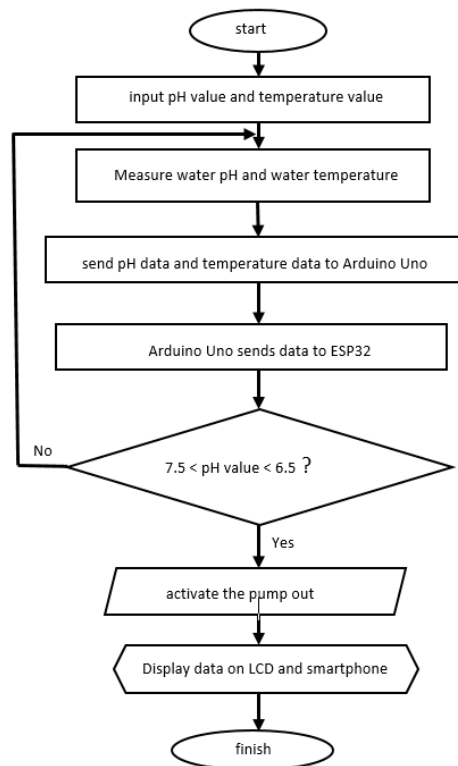 start
input pH value and temperature value
Measure water pH and water temperature
send pH data and temperature data to Arduino Uno
Arduino Uno sends data to ESP32
No
7.5 < pH value < 6.5 ?
Yes
activate the pump out
Display data on LCD and smartphone
finish